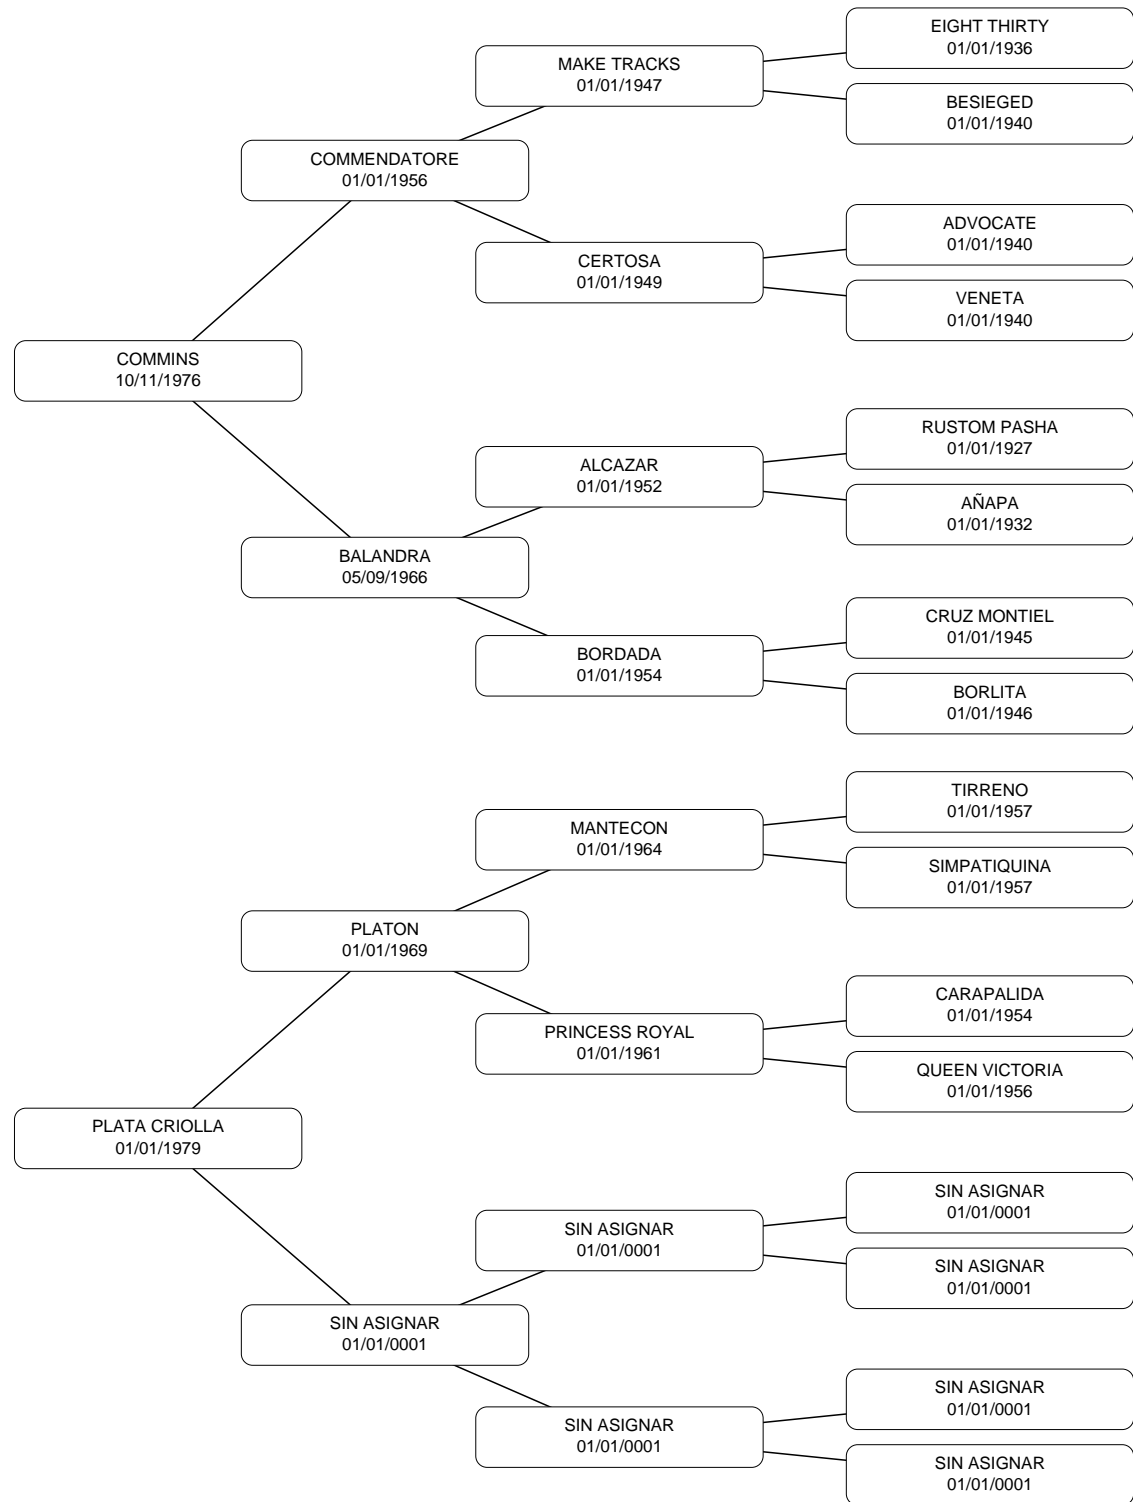 EIGHT THIRTY
01/01/1936
MAKE TRACKS
01/01/1947
BESIEGED
01/01/1940
COMMENDATORE
01/01/1956
ADVOCATE
01/01/1940
CERTOSA
01/01/1949
VENETA
01/01/1940
COMMINS
10/11/1976
RUSTOM PASHA
01/01/1927
ALCAZAR
01/01/1952
AÑAPA
01/01/1932
BALANDRA
05/09/1966
CRUZ MONTIEL
01/01/1945
BORDADA
01/01/1954
BORLITA
01/01/1946
TIRRENO
01/01/1957
MANTECON
01/01/1964
SIMPATIQUINA
01/01/1957
PLATON
01/01/1969
CARAPALIDA
01/01/1954
PRINCESS ROYAL
01/01/1961
QUEEN VICTORIA
01/01/1956
PLATA CRIOLLA
01/01/1979
SIN ASIGNAR
01/01/0001
SIN ASIGNAR
01/01/0001
SIN ASIGNAR
01/01/0001
SIN ASIGNAR
01/01/0001
SIN ASIGNAR
01/01/0001
SIN ASIGNAR
01/01/0001
SIN ASIGNAR
01/01/0001